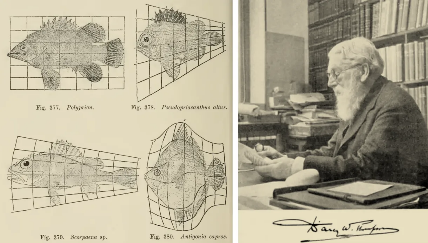 Fig. 377. Polyprion.
Fig. 378. Pseudopriacanthus altus.
Fig. 379. Scorpaena sp.
Fig. 380. Antigonia capros.
D'Arcy W. Thompson